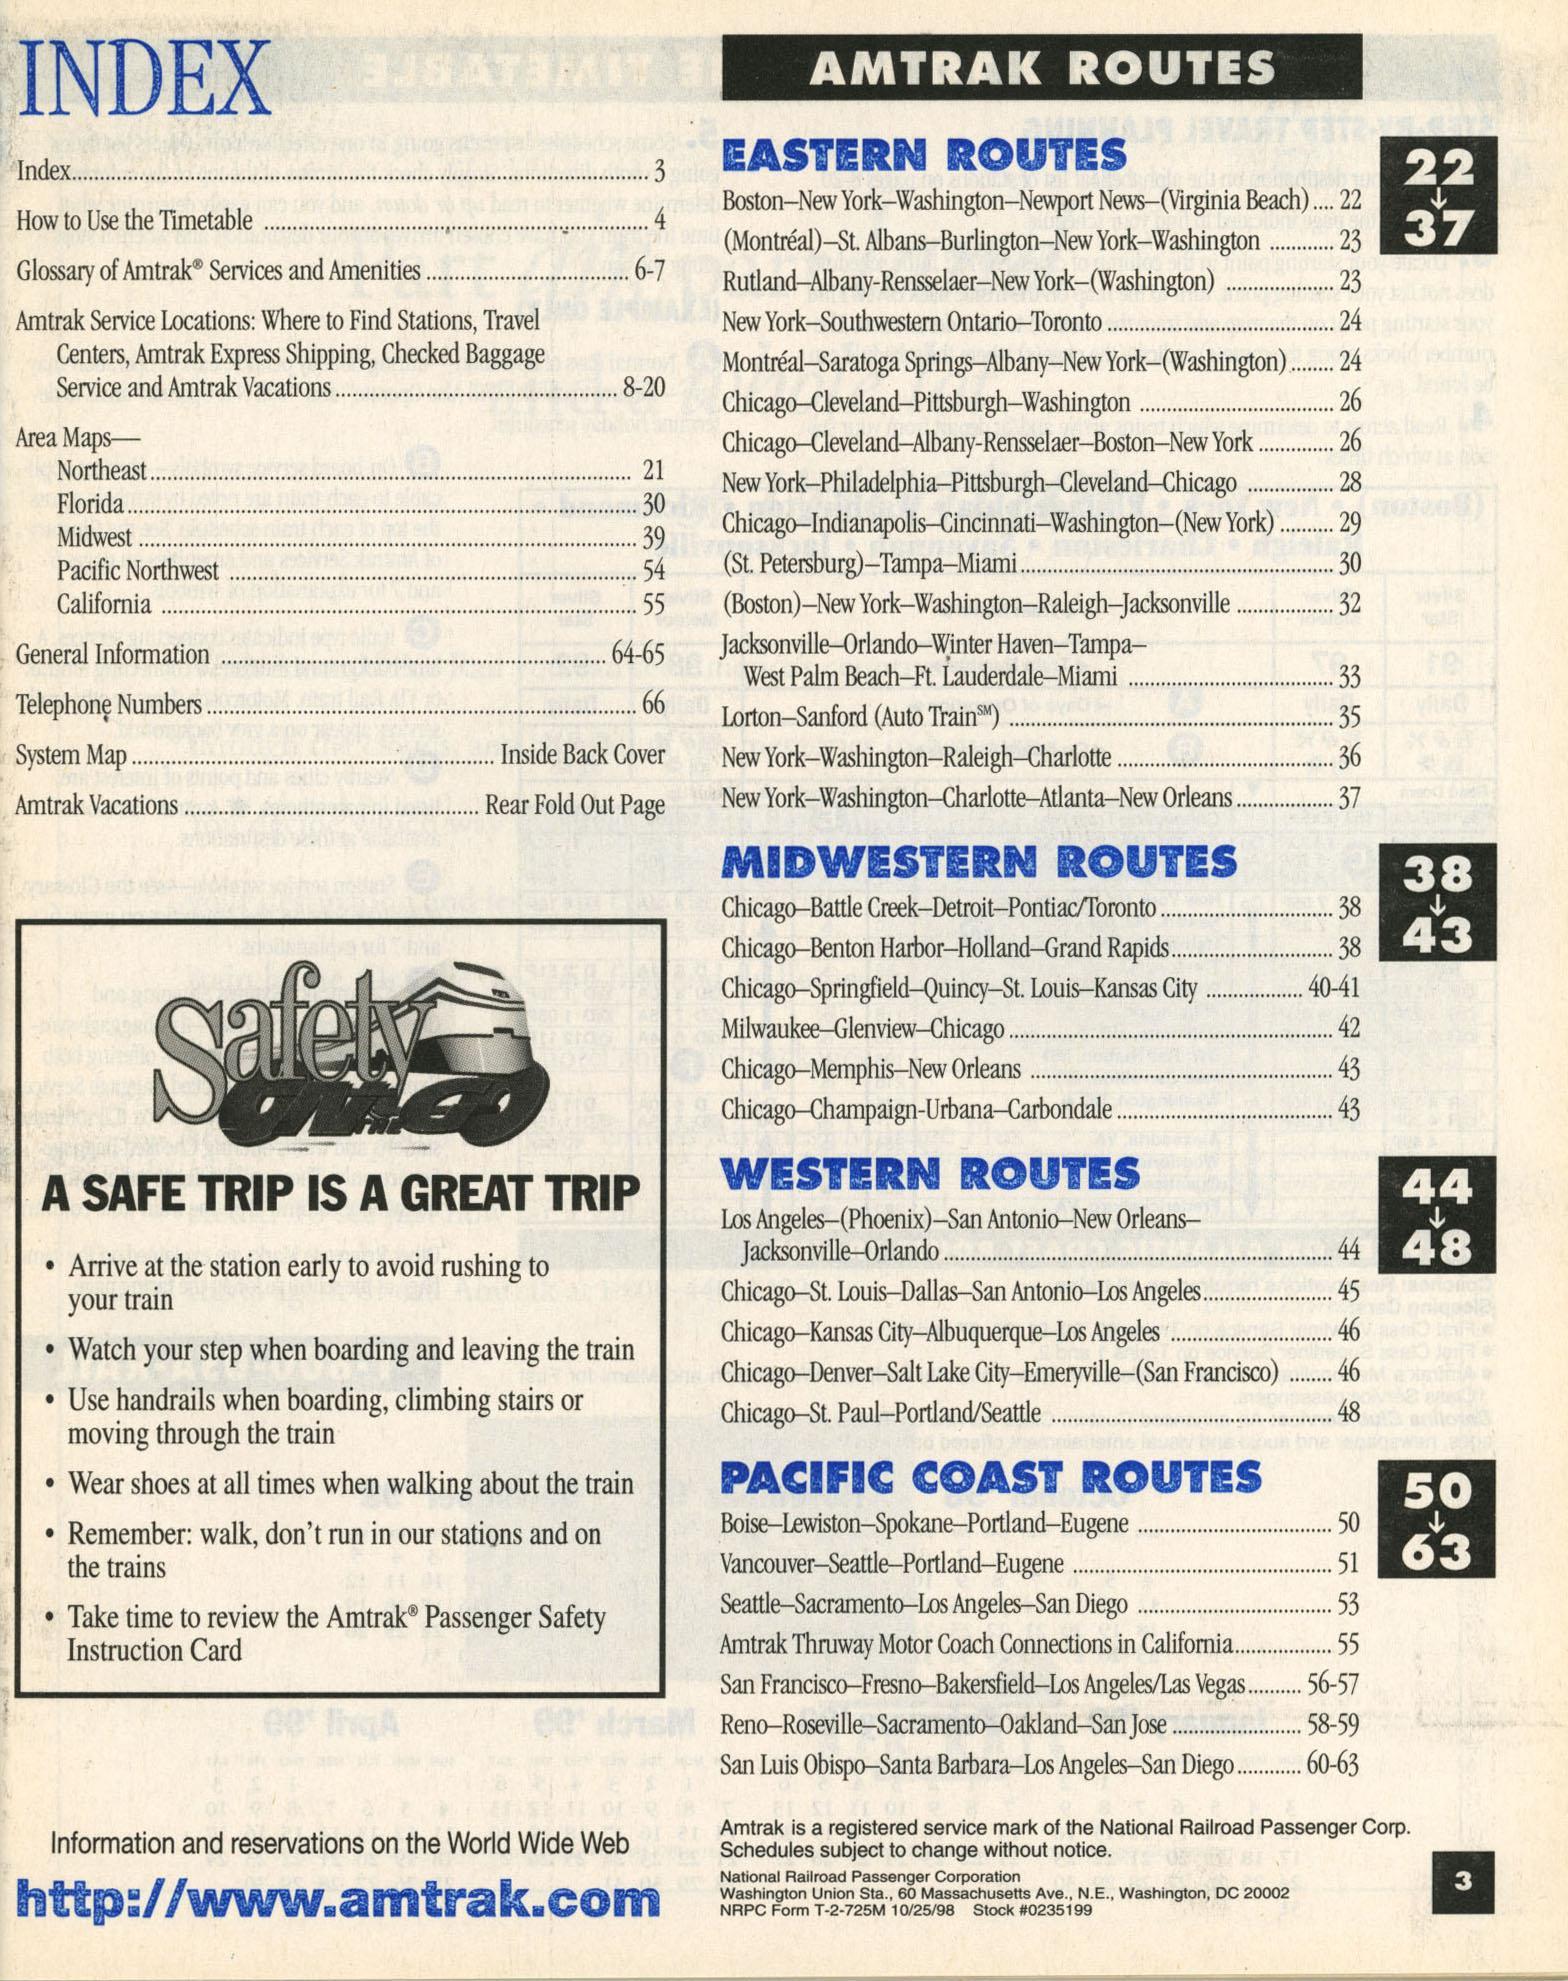 INDEX
Index 3
How to Use the Timetable 4
Glossary of Amtrak® Services and Amenities 6-7
Amtrak Service Locations: Where to Find Stations, Travel
Centers, Amtrak Express Shipping, Checked Baggage
Service and Amtrak Vacations 8-20
Area Maps—
Northeast 21
Florida 30
Midwest 39
Pacific Northwest 54
California 55
General Information 64-65
Telephone Numbers 66
System Map Inside Back Cover
Amtrak Vacations Rear Fold Out Page
Safety
ON THE GO
A SAFE TRIP IS A GREAT TRIP
• Arrive at the station early to avoid rushing to
your train
• Watch your step when boarding and leaving the train
• Use handrails when boarding, climbing stairs or
moving through the train
• Wear shoes at all times when walking about the train
• Remember: walk, don't run in our stations and on
the trains
• Take time to review the Amtrak® Passenger Safety
Instruction Card
Information and reservations on the World Wide Web
http://www.amtrak.com
AMTRAK ROUTES
EASTERN ROUTES
22
↓
37
Boston–New York–Washington–Newport News–(Virginia Beach) 22
(Montréal)–St. Albans–Burlington–New York–Washington 23
Rutland–Albany-Rensselaer–New York–(Washington) 23
New York–Southwestern Ontario–Toronto 24
Montréal–Saratoga Springs–Albany–New York–(Washington) 24
Chicago–Cleveland–Pittsburgh–Washington 26
Chicago–Cleveland–Albany-Rensselaer–Boston–New York 26
New York–Philadelphia–Pittsburgh–Cleveland–Chicago 28
Chicago–Indianapolis–Cincinnati–Washington–(New York) 29
(St. Petersburg)–Tampa–Miami 30
(Boston)–New York–Washington–Raleigh–Jacksonville 32
Jacksonville–Orlando–Winter Haven–Tampa–
West Palm Beach–Ft. Lauderdale–Miami 33
Lorton–Sanford (Auto Train℠) 35
New York–Washington–Raleigh–Charlotte 36
New York–Washington–Charlotte–Atlanta–New Orleans 37
MIDWESTERN ROUTES
38
↓
43
Chicago–Battle Creek–Detroit–Pontiac/Toronto 38
Chicago–Benton Harbor–Holland–Grand Rapids 38
Chicago–Springfield–Quincy–St. Louis–Kansas City 40-41
Milwaukee–Glenview–Chicago 42
Chicago–Memphis–New Orleans 43
Chicago–Champaign-Urbana–Carbondale 43
WESTERN ROUTES
44
↓
48
Los Angeles–(Phoenix)–San Antonio–New Orleans–
Jacksonville–Orlando 44
Chicago–St. Louis–Dallas–San Antonio–Los Angeles 45
Chicago–Kansas City–Albuquerque–Los Angeles 46
Chicago–Denver–Salt Lake City–Emeryville–(San Francisco) 46
Chicago–St. Paul–Portland/Seattle 48
PACIFIC COAST ROUTES
50
↓
63
Boise–Lewiston–Spokane–Portland–Eugene 50
Vancouver–Seattle–Portland–Eugene 51
Seattle–Sacramento–Los Angeles–San Diego 53
Amtrak Thruway Motor Coach Connections in California 55
San Francisco–Fresno–Bakersfield–Los Angeles/Las Vegas 56-57
Reno–Roseville–Sacramento–Oakland–San Jose 58-59
San Luis Obispo–Santa Barbara–Los Angeles–San Diego 60-63
Amtrak is a registered service mark of the National Railroad Passenger Corp.
Schedules subject to change without notice.
National Railroad Passenger Corporation
Washington Union Sta., 60 Massachusetts Ave., N.E., Washington, DC 20002
NRPC Form T-2-725M 10/25/98 Stock #0235199
3